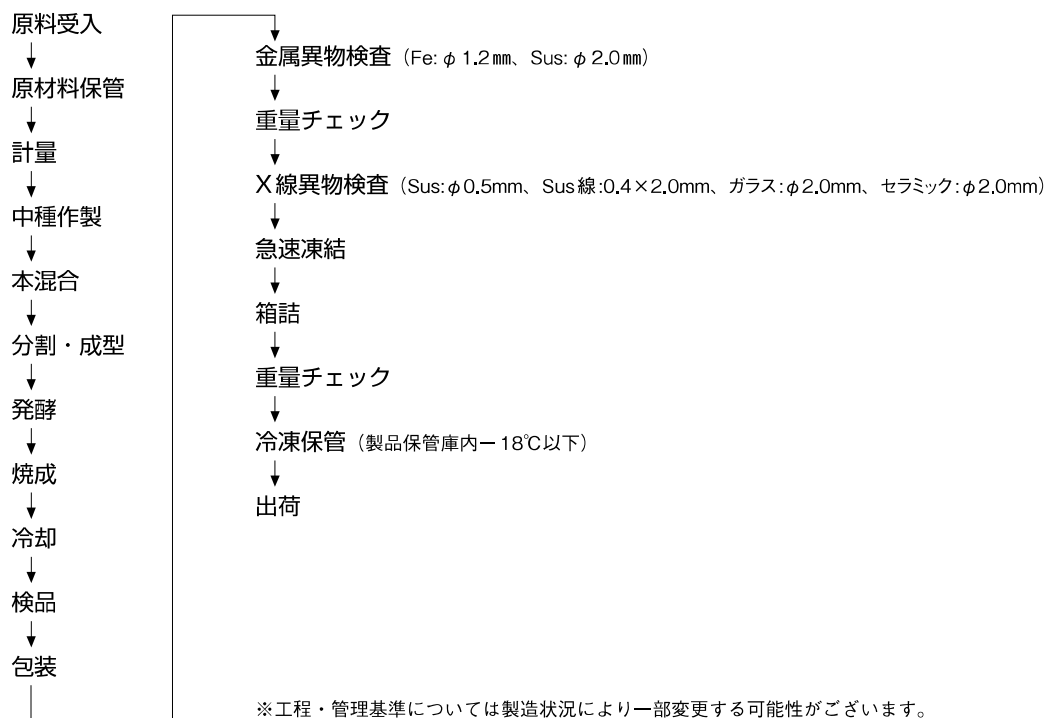 原料受入
原材料保管
計量
中種作製
本混合
分割・成型
発酵
焼成
冷却
検品
包装
金属異物検査（Fe:φ1.2㎜、Sus:φ2.0㎜）
重量チェック
X線異物検査（Sus:φ0.5mm、Sus線:0.4×2.0mm、ガラス:φ2.0mm、セラミック:φ2.0mm）
急速凍結
箱詰
重量チェック
冷凍保管（製品保管庫内ー18℃以下）
出荷
※工程・管理基準については製造状況により一部変更する可能性がございます。